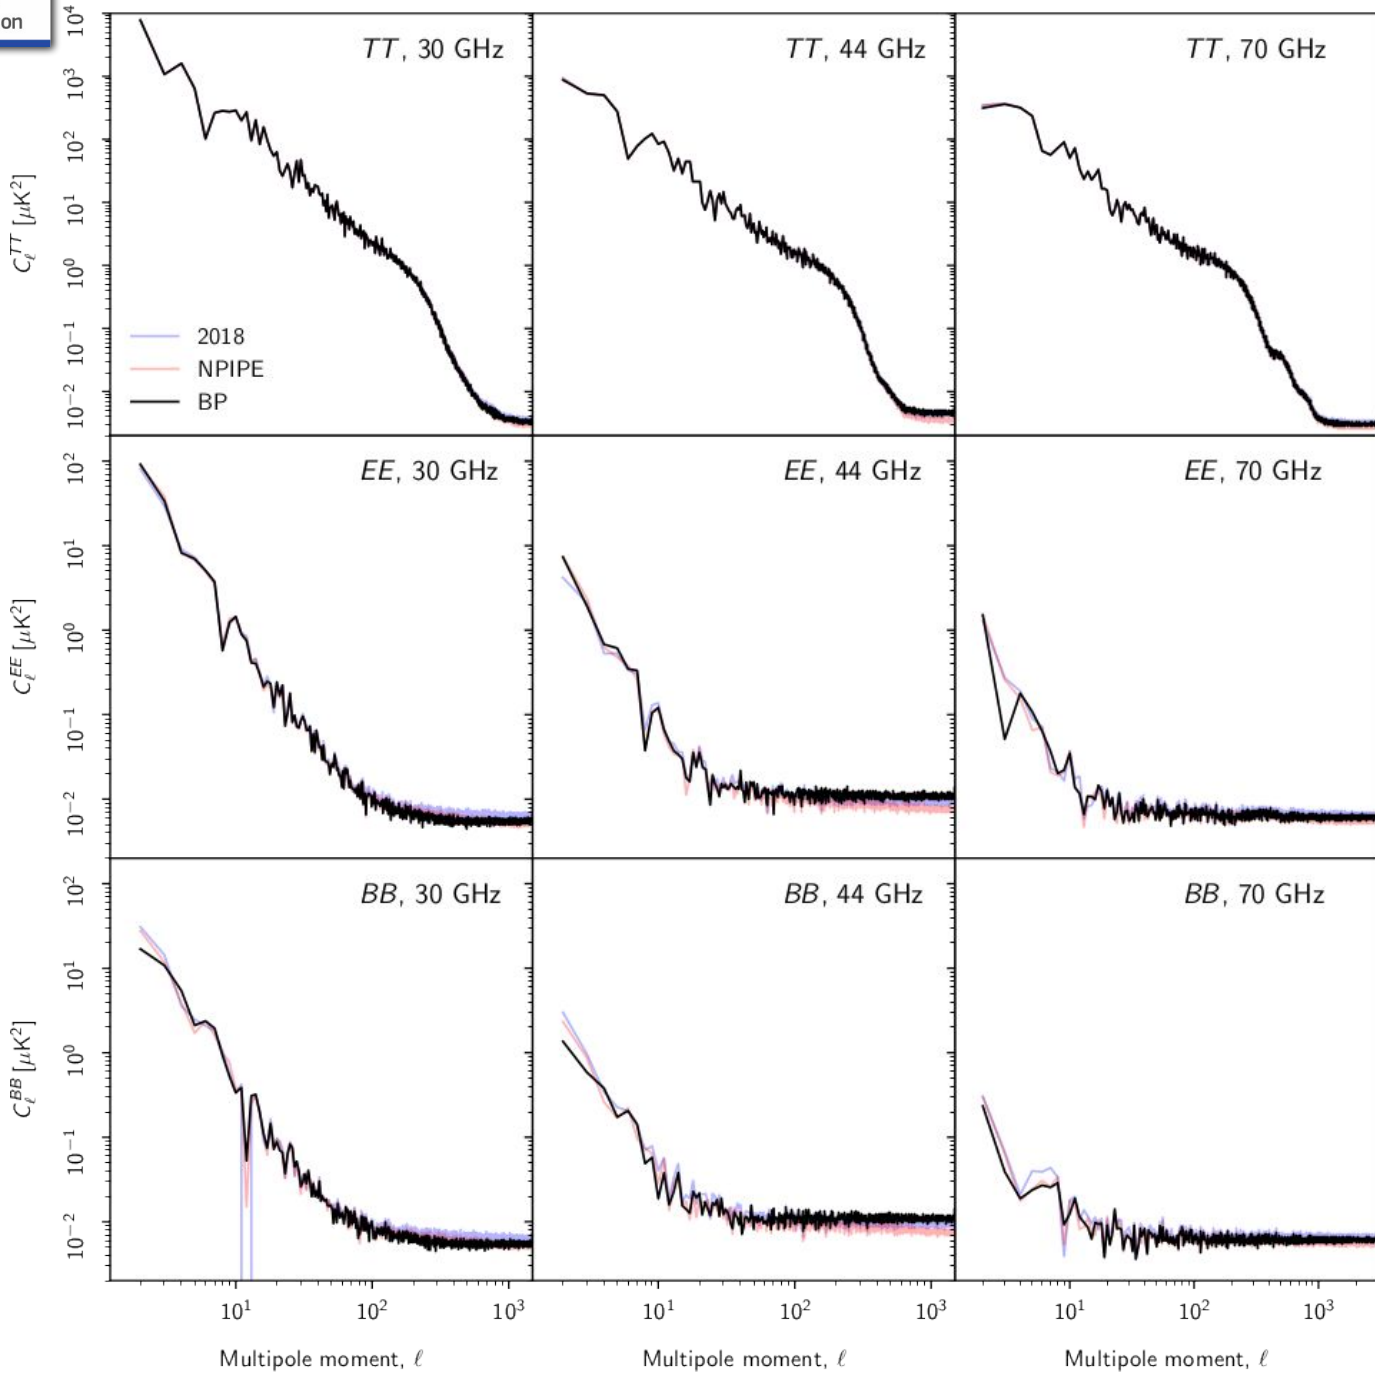 on
TT, 30 GHz
TT, 44 GHz
TT, 70 GHz
10⁴
10³
10²
10¹
10⁰
10⁻¹
10⁻²
C_ℓ^TT [μK²]
2018
NPIPE
BP
EE, 30 GHz
EE, 44 GHz
EE, 70 GHz
10²
10¹
10⁰
10⁻¹
10⁻²
C_ℓ^EE [μK²]
BB, 30 GHz
BB, 44 GHz
BB, 70 GHz
10²
10¹
10⁰
10⁻¹
10⁻²
C_ℓ^BB [μK²]
10¹ 10² 10³
10¹ 10² 10³
10¹ 10² 10³
Multipole moment, ℓ
Multipole moment, ℓ
Multipole moment, ℓ